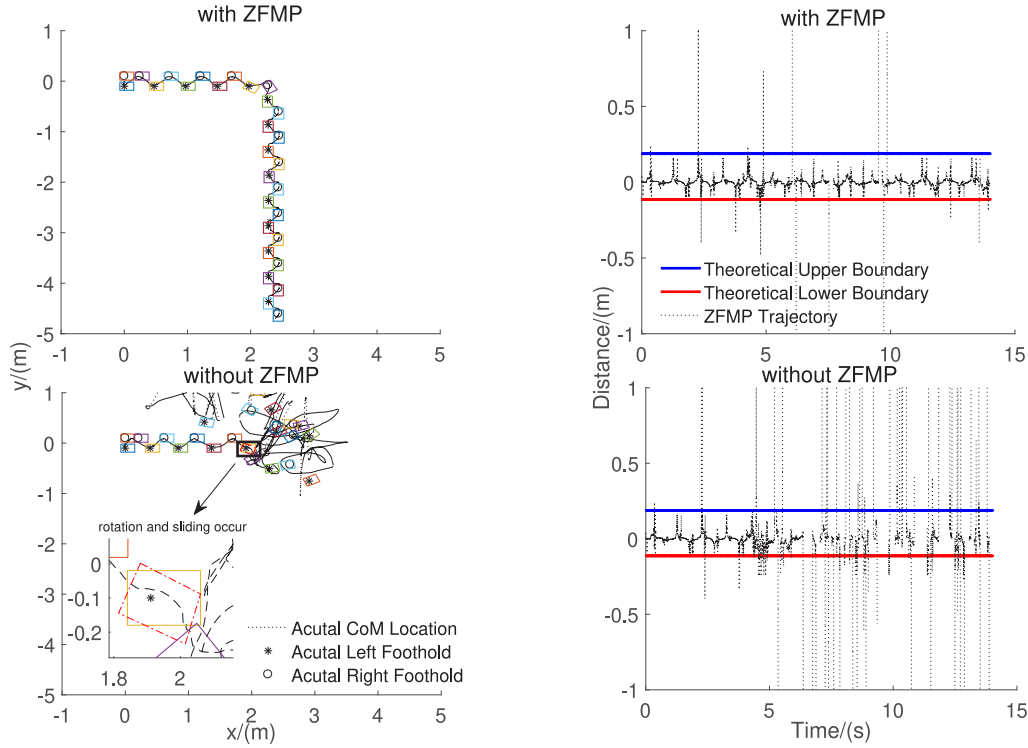 with ZFMP
1
0
-1
-2
-3
-4
-5
-1 0 1 2 3 4 5
y/(m)
without ZFMP
1
0
-1
-2
-3
-4
-5
rotation and sliding occur
0
-0.1
-0.2
1.8 2
Acutal CoM Location
Acutal Left Foothold
Acutal Right Foothold
-1 0 1 2 3 4 5
x/(m)
with ZFMP
1
0.5
0
-0.5
-1
Theoretical Upper Boundary
Theoretical Lower Boundary
ZFMP Trajectory
0 5 10 15
Distance/(m)
without ZFMP
1
0.5
0
-0.5
-1
0 5 10 15
Time/(s)